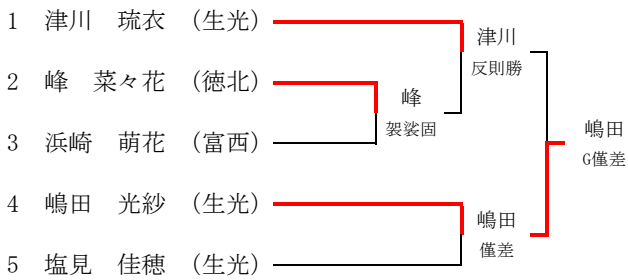 1 津川 琉衣 (生光)
津川
反則勝
2 峰 菜々花 (徳北)
峰
袈裟固
3 浜崎 萌花 (富西)
嶋田
G僅差
4 嶋田 光紗 (生光)
嶋田
僅差
5 塩見 佳穂 (生光)